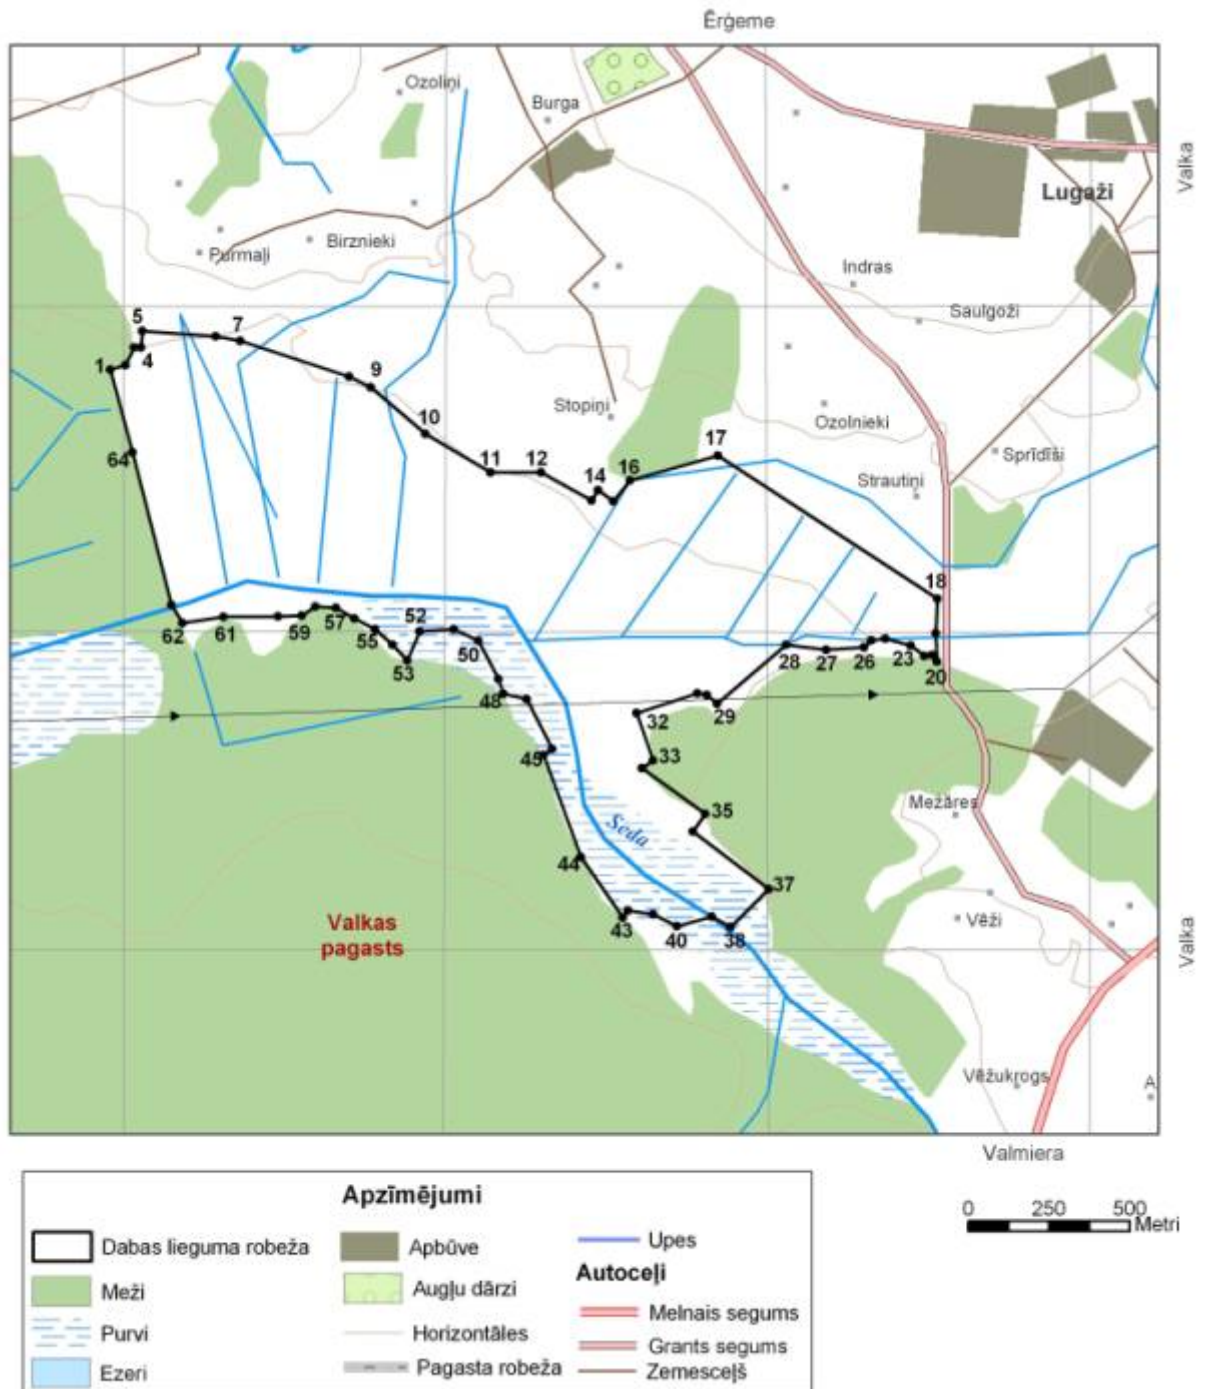 Ērģeme
Ozoliņi
Burga
Valka
Lugaži
Purmaļi
Birznieki
Indras
Saulgoži
5
7
1
4
9
Stopiņi
Ozolnieki
10
17
Sprīdīši
64
11
12
14
16
Strautiņi
18
62
61
59
57
55
52
53
50
28
27
26
23
20
48
32
29
45
33
35
Mežāres
Seda
44
37
Valkas
pagasts
43
40
38
Vēži
Valka
Vēžukrogs
A
Valmiera
Apzīmējumi
0 250 500
Metri
Dabas lieguma robeža
Apbūve
Upes
Meži
Augļu dārzi
Autoceļi
Purvi
Horizontāles
Melnais segums
Grants segums
Ezeri
Pagasta robeža
Zemesceļš